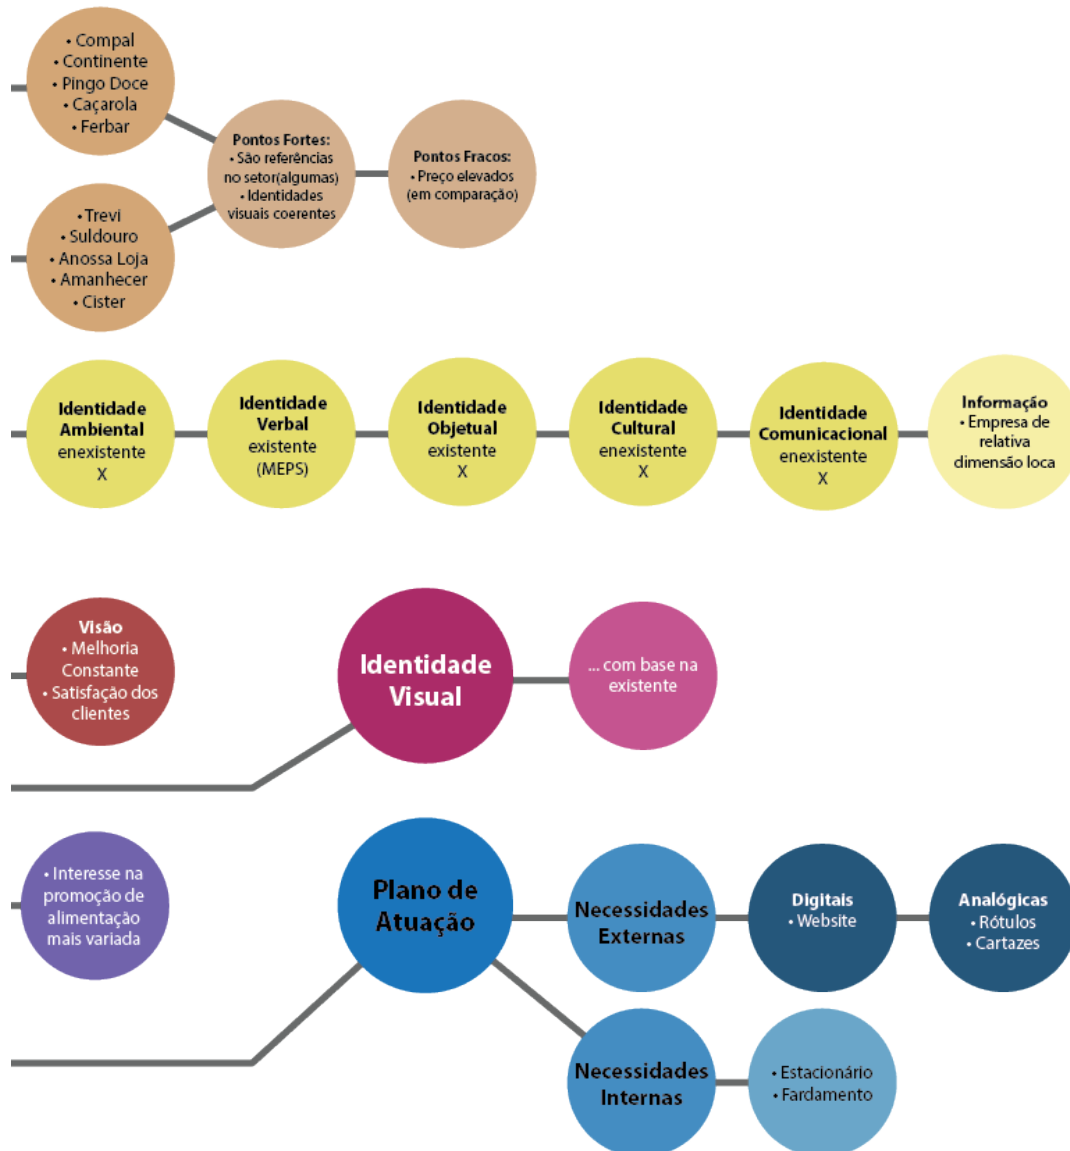 • Compal
• Continente
• Pingo Doce
• Caçarola
• Ferbar
Pontos Fortes:
• São referências
no setor(algumas)
• Identidades
visuais coerentes
Pontos Fracos:
• Preço elevados
(em comparação)
• Trevi
• Suldouro
• Anossa Loja
• Amanhecer
• Cister
Identidade
Ambiental
enexistente
X
Identidade
Verbal
existente
(MEPS)
Identidade
Objetual
existente
X
Identidade
Cultural
enexistente
X
Identidade
Comunicacional
enexistente
X
Informação
• Empresa de
relativa
dimensão loca
Visão
• Melhoria
Constante
• Satisfação dos
clientes
Identidade
Visual
... com base na
existente
• Interesse na
promoção de
alimentação
mais variada
Plano de
Atuação
Necessidades
Externas
Digitais
• Website
Analógicas
• Rótulos
• Cartazes
Necessidades
Internas
• Estacionário
• Fardamento